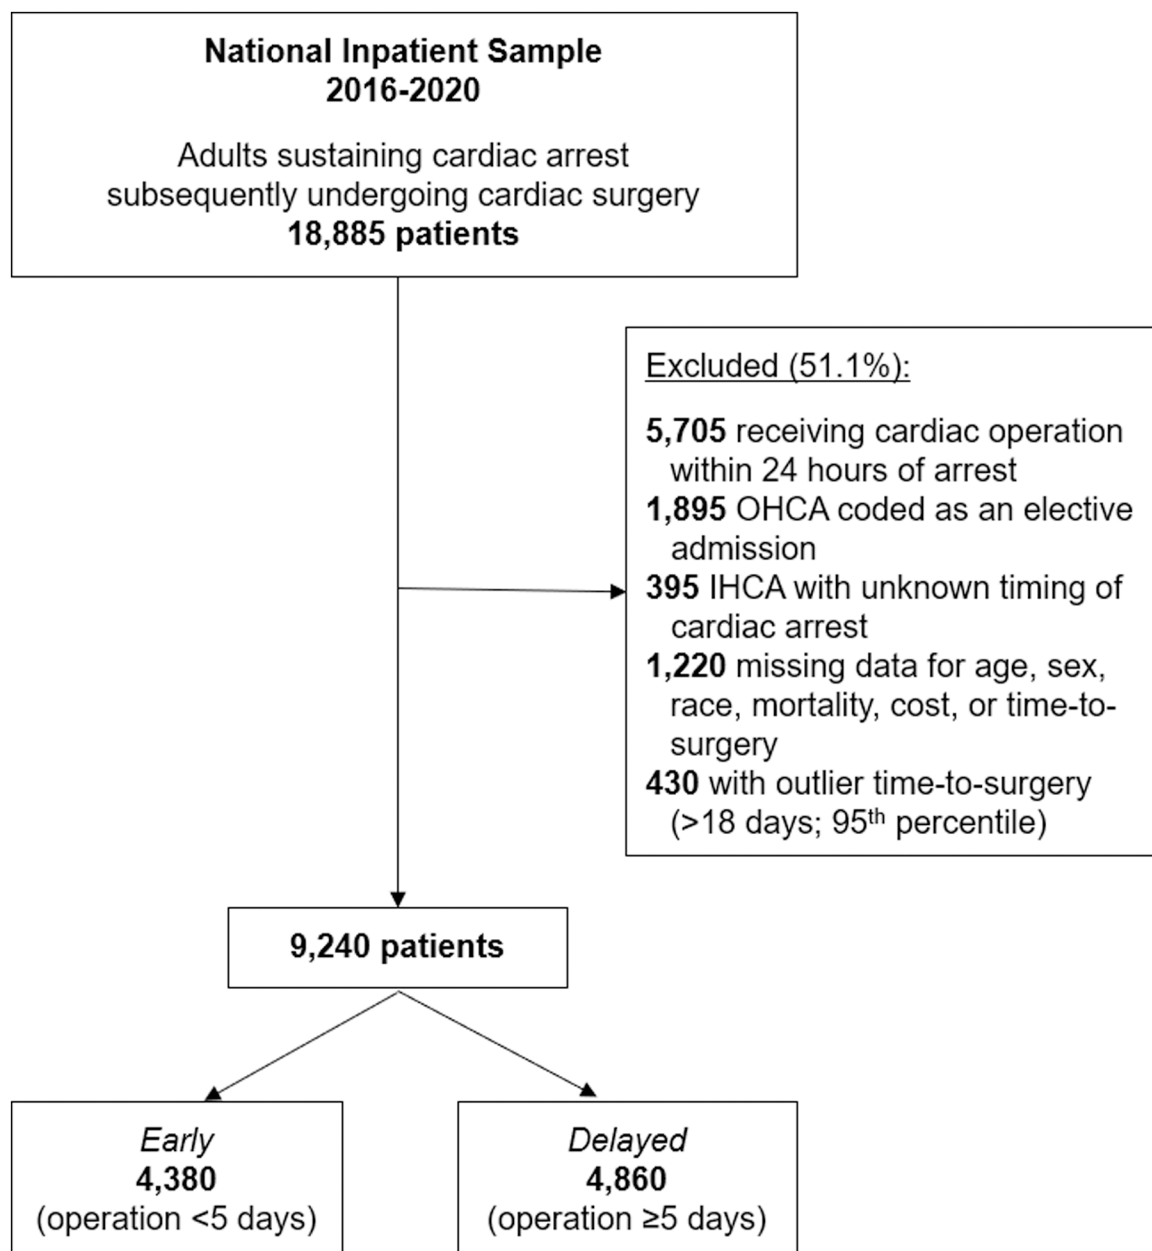 National Inpatient Sample
2016-2020
Adults sustaining cardiac arrest
subsequently undergoing cardiac surgery
18,885 patients
Excluded (51.1%):
5,705 receiving cardiac operation
within 24 hours of arrest
1,895 OHCA coded as an elective
admission
395 IHCA with unknown timing of
cardiac arrest
1,220 missing data for age, sex,
race, mortality, cost, or time-to-
surgery
430 with outlier time-to-surgery
(>18 days; 95th percentile)
9,240 patients
Early
4,380
(operation <5 days)
Delayed
4,860
(operation ≥5 days)